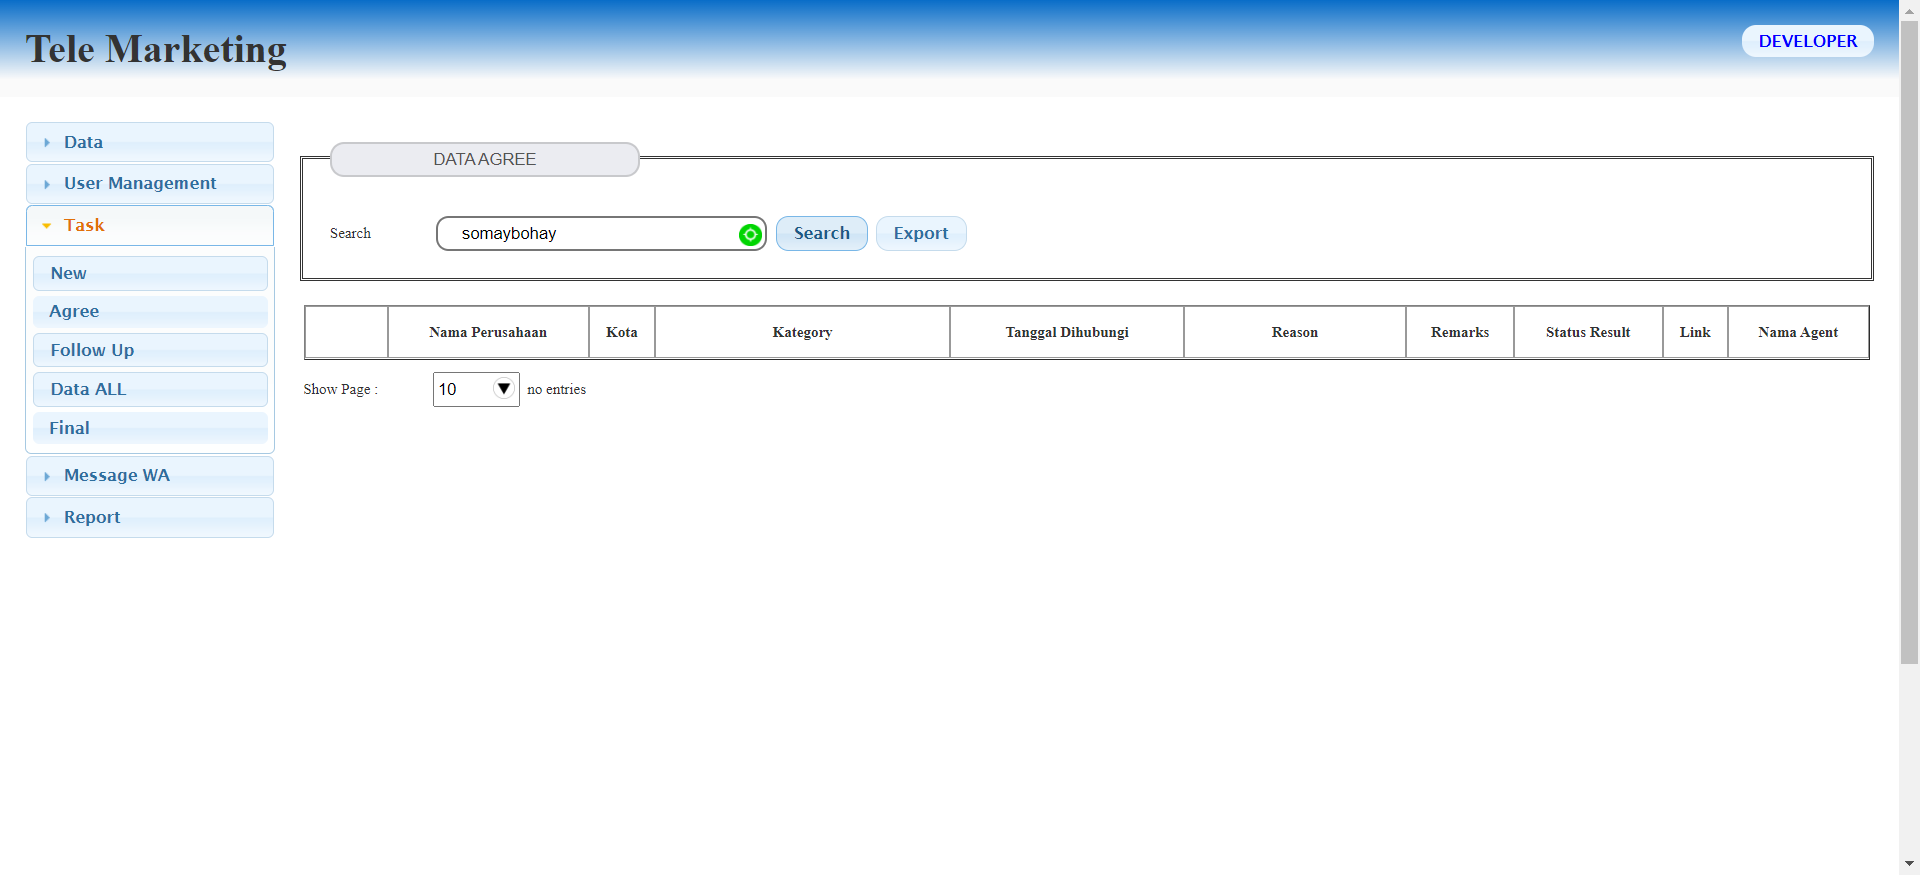 Tele Marketing
DEVELOPER
Data
User Management
Task
New
Agree
Follow Up
Data ALL
Final
Message WA
Report
DATA AGREE
Search somaybohay Search Export
Nama Perusahaan Kota Kategory Tanggal Dihubungi Reason Remarks Status Result Link Nama Agent
Show Page : 10 no entries